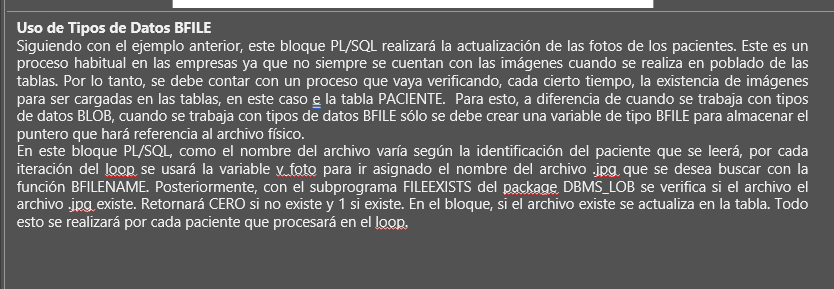 Uso de Tipos de Datos BFILE
Siguiendo con el ejemplo anterior, este bloque PL/SQL realizará la actualización de las fotos de los pacientes. Este es un
proceso habitual en las empresas ya que no siempre se cuentan con las imágenes cuando se realiza en poblado de las
tablas. Por lo tanto, se debe contar con un proceso que vaya verificando, cada cierto tiempo, la existencia de imágenes
para ser cargadas en las tablas, en este caso e la tabla PACIENTE. Para esto, a diferencia de cuando se trabaja con tipos
de datos BLOB, cuando se trabaja con tipos de datos BFILE sólo se debe crear una variable de tipo BFILE para almacenar el
puntero que hará referencia al archivo físico.
En este bloque PL/SQL, como el nombre del archivo varía según la identificación del paciente que se leerá, por cada
iteración del loop se usará la variable v_foto para ir asignado el nombre del archivo .jpg que se desea buscar con la
función BFILENAME. Posteriormente, con el subprograma FILEEXISTS del package DBMS_LOB se verifica si el archivo el
archivo .jpg existe. Retornará CERO si no existe y 1 si existe. En el bloque, si el archivo existe se actualiza en la tabla. Todo
esto se realizará por cada paciente que procesará en el loop.